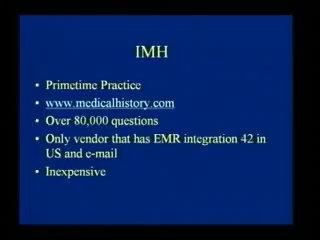 IMH
• Primetime Practice
• www.medicalhistory.com
• Over 80,000 questions
• Only vendor that has EMR integration 42 in
US and e-mail
• Inexpensive